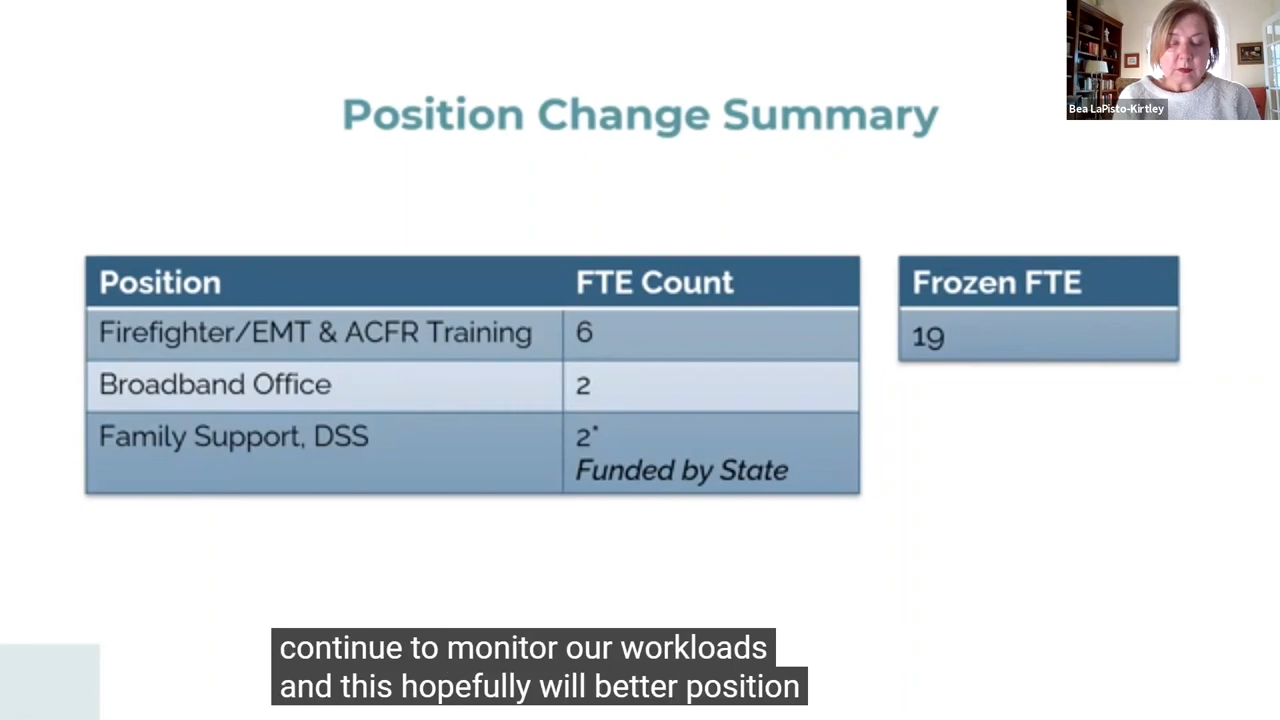 Bea LaPisto-Kirtley
Position Change Summary
Position FTE Count
Firefighter/EMT & ACFR Training 6
Broadband Office 2
Family Support, DSS 2*
Funded by State
Frozen FTE
19
continue to monitor our workloads
and this hopefully will better position